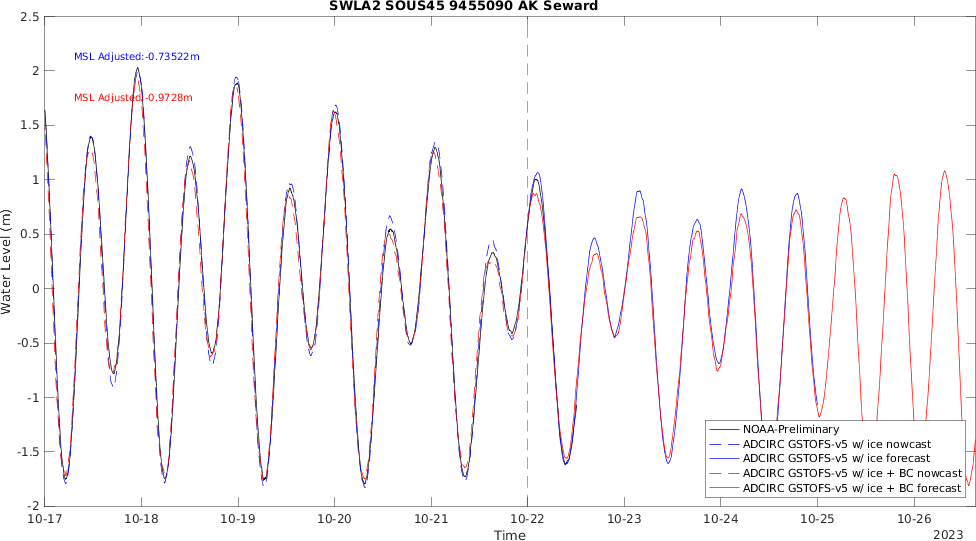 SWLA2 SOUS45 9455090 AK Seward
MSL Adjusted:-0.73522m
MSL Adjusted:-0.9728m
Water Level (m)
2.5
2
1.5
1
0.5
0
-0.5
-1
-1.5
-2
NOAA-Preliminary
ADCIRC GSTOFS-v5 w/ ice nowcast
ADCIRC GSTOFS-v5 w/ ice forecast
ADCIRC GSTOFS-v5 w/ ice + BC nowcast
ADCIRC GSTOFS-v5 w/ ice + BC forecast
10-17 10-18 10-19 10-20 10-21 10-22 10-23 10-24 10-25 10-26
Time
2023